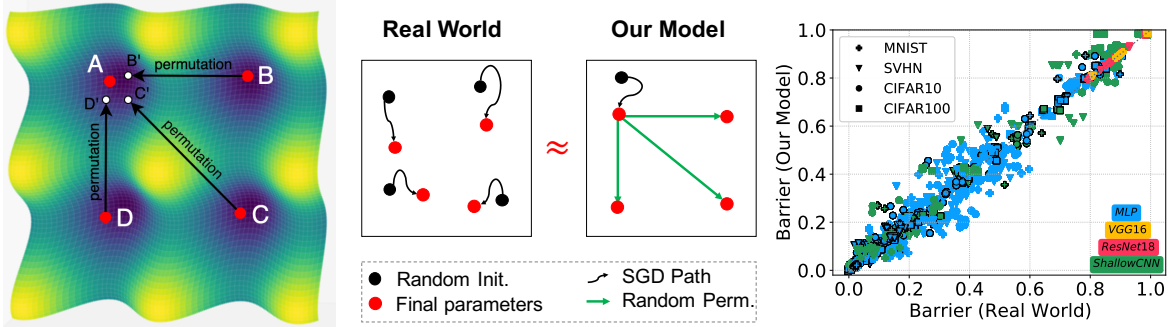 A
B'
permutation
B
D'
C'
permutation
permutation
D
C
Real World
Our Model
≈
Random Init.
SGD Path
Final parameters
Random Perm.
Barrier (Our Model)
1.0
0.8
0.6
0.4
0.2
0.0
MNIST
SVHN
CIFAR10
CIFAR100
MLP
VGG16
ResNet18
ShallowCNN
0.0 0.2 0.4 0.6 0.8 1.0
Barrier (Real World)